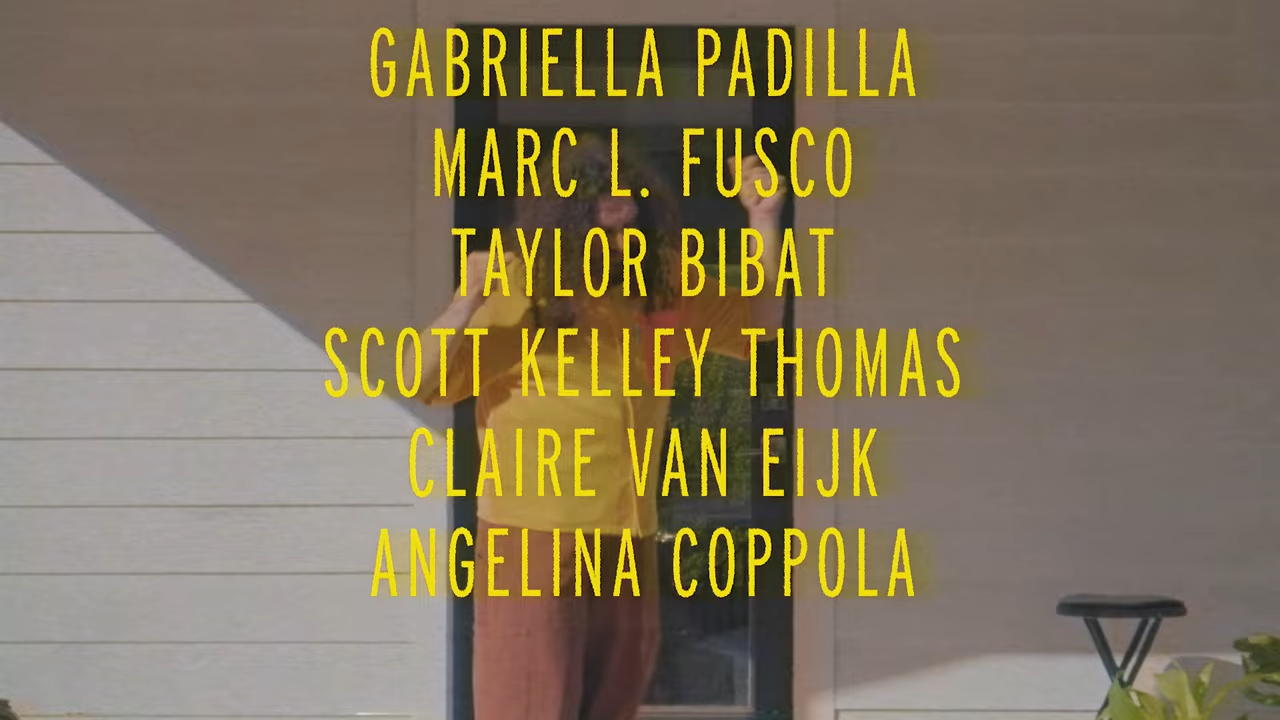 GABRIELLA PADILLA
MARC L. FUSCO
TAYLOR BIBAT
SCOTT KELLEY THOMAS
CLAIRE VAN EIJK
ANGELINA COPPOLA